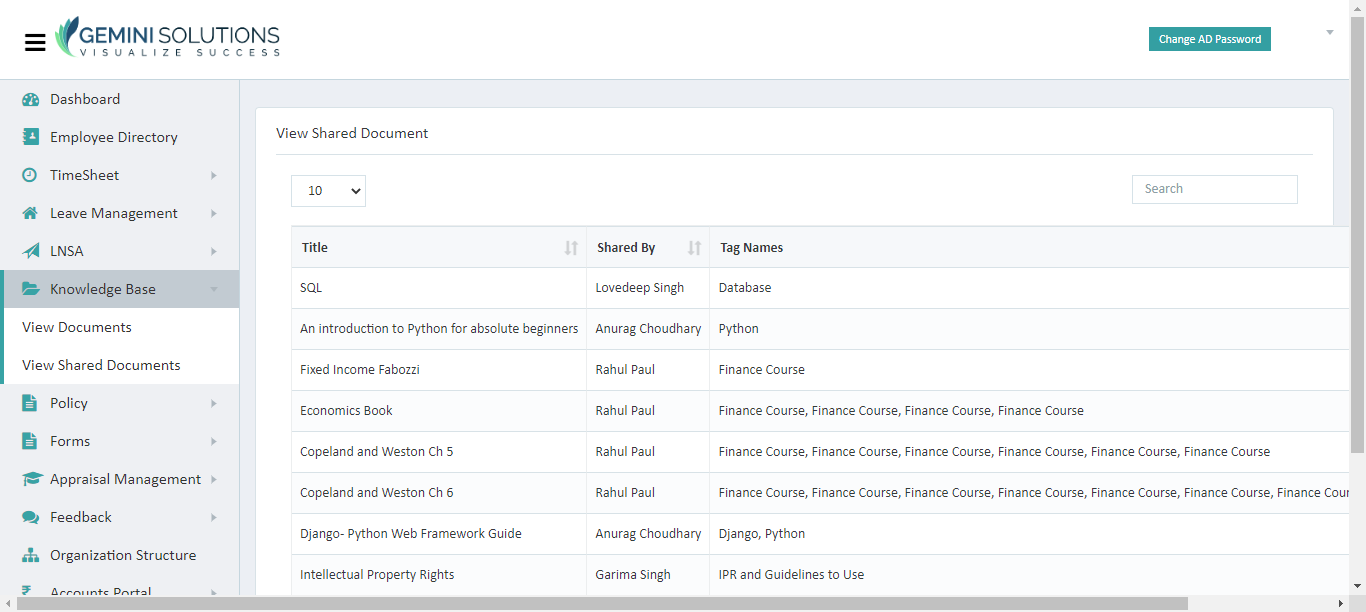 GEMINI SOLUTIONS
VISUALIZE SUCCESS
Change AD Password
Dashboard
Employee Directory
TimeSheet
Leave Management
LNSA
Knowledge Base
View Documents
View Shared Documents
Policy
Forms
Appraisal Management
Feedback
Organization Structure
Accounts Portal
View Shared Document
10
Search
Title Shared By Tag Names
SQL Lovedeep Singh Database
An introduction to Python for absolute beginners Anurag Choudhary Python
Fixed Income Fabozzi Rahul Paul Finance Course
Economics Book Rahul Paul Finance Course, Finance Course, Finance Course, Finance Course
Copeland and Weston Ch 5 Rahul Paul Finance Course, Finance Course, Finance Course, Finance Course, Finance Course, Finance Course
Copeland and Weston Ch 6 Rahul Paul Finance Course, Finance Course, Finance Course, Finance Course, Finance Course, Finance Course, Finance Cour
Django- Python Web Framework Guide Anurag Choudhary Django, Python
Intellectual Property Rights Garima Singh IPR and Guidelines to Use